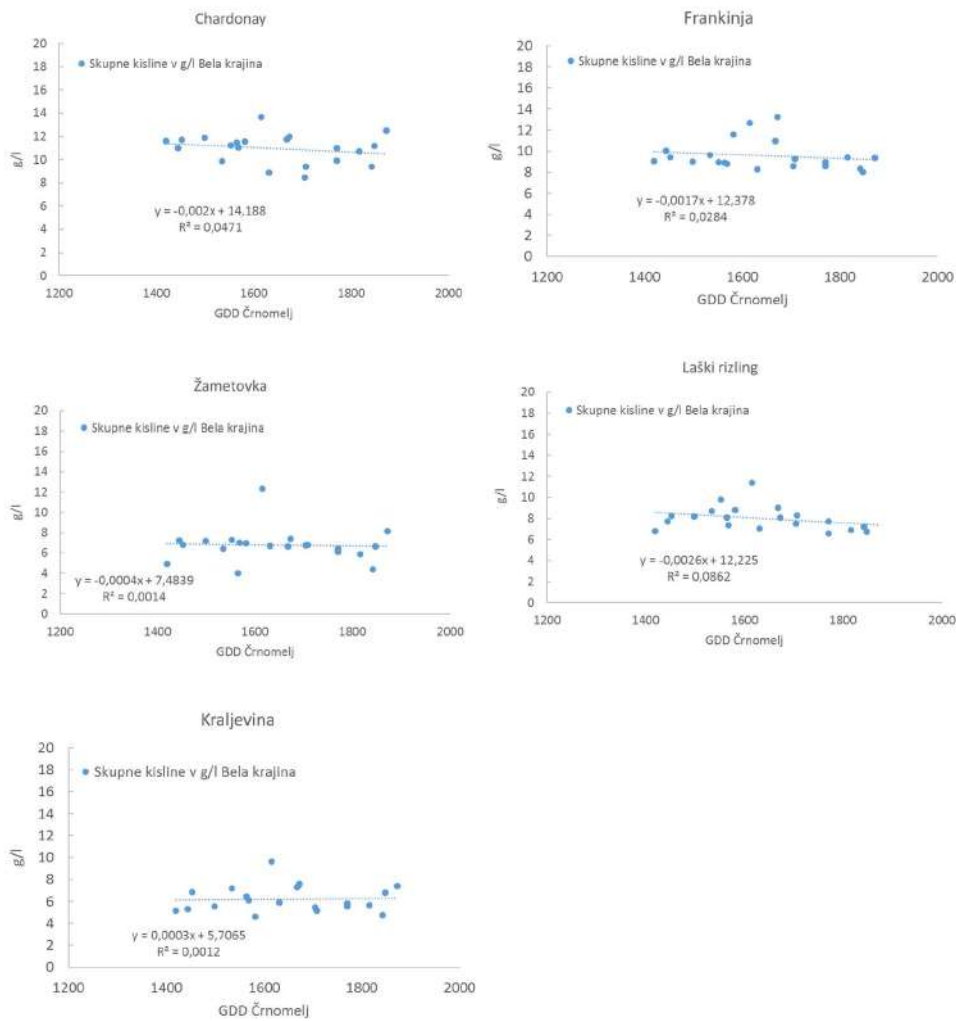 Chardonay
20
18
16
14
12
10
8
6
4
2
0
g/l
Skupne kisline v g/l Bela krajina
y = -0,002x + 14,188
R² = 0,0471
1200 1400 1600 1800 2000
GDD Črnomelj
Frankinja
20
18
16
14
12
10
8
6
4
2
0
g/l
Skupne kisline v g/l Bela krajina
y = -0,0017x + 12,378
R² = 0,0284
1200 1400 1600 1800 2000
GDD Črnomelj
Žametovka
20
18
16
14
12
10
8
6
4
2
0
g/l
Skupne kisline v g/l Bela krajina
y = -0,0004x + 7,4839
R² = 0,0014
1200 1400 1600 1800 2000
GDD Črnomelj
Laški rizling
20
18
16
14
12
10
8
6
4
2
0
g/l
Skupne kisline v g/l Bela krajina
y = -0,0026x + 12,225
R² = 0,0862
1200 1400 1600 1800 2000
GDD Črnomelj
Kraljevina
20
18
16
14
12
10
8
6
4
2
0
g/l
Skupne kisline v g/l Bela krajina
y = 0,0003x + 5,7065
R² = 0,0012
1200 1400 1600 1800 2000
GDD Črnomelj